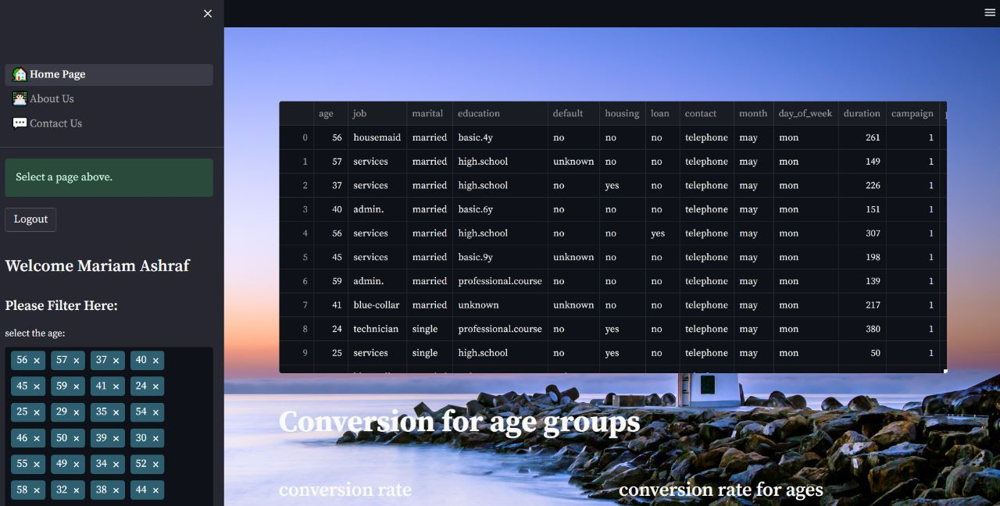 Home Page
About Us
Contact Us
Select a page above.
Logout
Welcome Mariam Ashraf
Please Filter Here:
select the age:
56 × 57 × 37 × 40 ×
45 × 59 × 41 × 24 ×
25 × 29 × 35 × 54 ×
46 × 50 × 39 × 30 ×
55 × 49 × 34 × 52 ×
58 × 32 × 38 × 44 ×
age job marital education default housing loan contact month day_of_week duration campaign
0 56 housemaid married basic.4y no no no telephone may mon 261 1
1 57 services married high.school unknown no no telephone may mon 149 1
2 37 services married high.school no yes no telephone may mon 226 1
3 40 admin. married basic.6y no no no telephone may mon 151 1
4 56 services married high.school no no yes telephone may mon 307 1
5 45 services married basic.9y unknown no no telephone may mon 198 1
6 59 admin. married professional.course no no no telephone may mon 139 1
7 41 blue-collar married unknown unknown no no telephone may mon 217 1
8 24 technician single professional.course no yes no telephone may mon 380 1
9 25 services single high.school no yes no telephone may mon 50 1
Conversion for age groups
conversion rate
conversion rate for ages